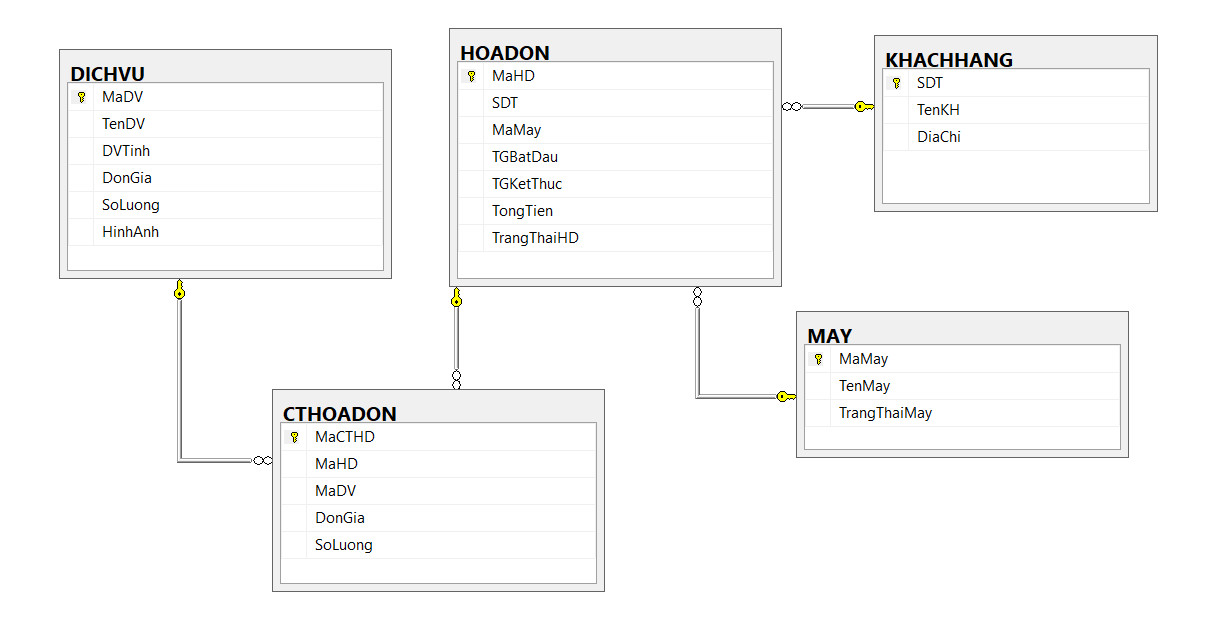 DICHVU
MaDV
TenDV
DVTinh
DonGia
SoLuong
HinhAnh
HOADON
MaHD
SDT
MaMay
TGBatDau
TGKetThuc
TongTien
TrangThaiHD
KHACHHANG
SDT
TenKH
DiaChi
CTHOADON
MaCTHD
MaHD
MaDV
DonGia
SoLuong
MAY
MaMay
TenMay
TrangThaiMay